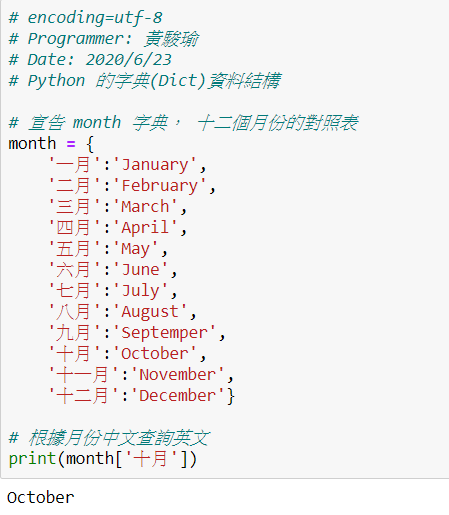 # encoding=utf-8
# Programmer: 黃駿瑜
# Date: 2020/6/23
# Python 的字典(Dict)資料結構
# 宣告 month 字典， 十二個月份的對照表
month = {
'一月':'January',
'二月':'February',
'三月':'March',
'四月':'April',
'五月':'May',
'六月':'June',
'七月':'July',
'八月':'August',
'九月':'Septemper',
'十月':'October',
'十一月':'November',
'十二月':'December'}
# 根據月份中文查詢英文
print(month['十月'])
October